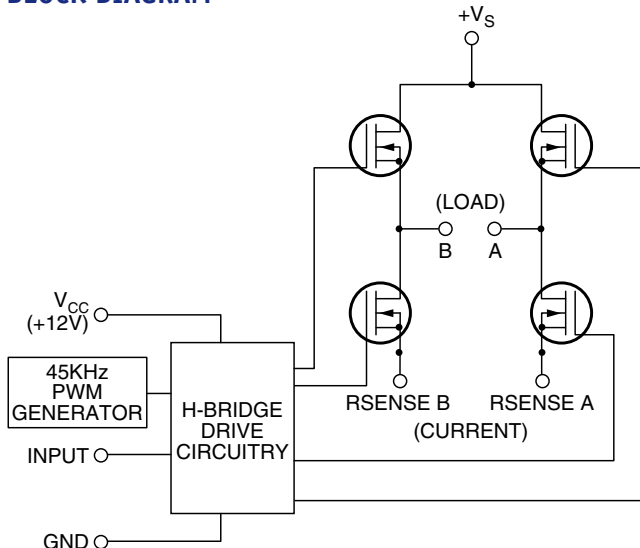 BLOCK DIAGRAM
+VS
(LOAD)
B A
VCC
(+12V)
45KHz
PWM
GENERATOR
H-BRIDGE
DRIVE
CIRCUITRY
RSENSE B RSENSE A
(CURRENT)
INPUT
GND